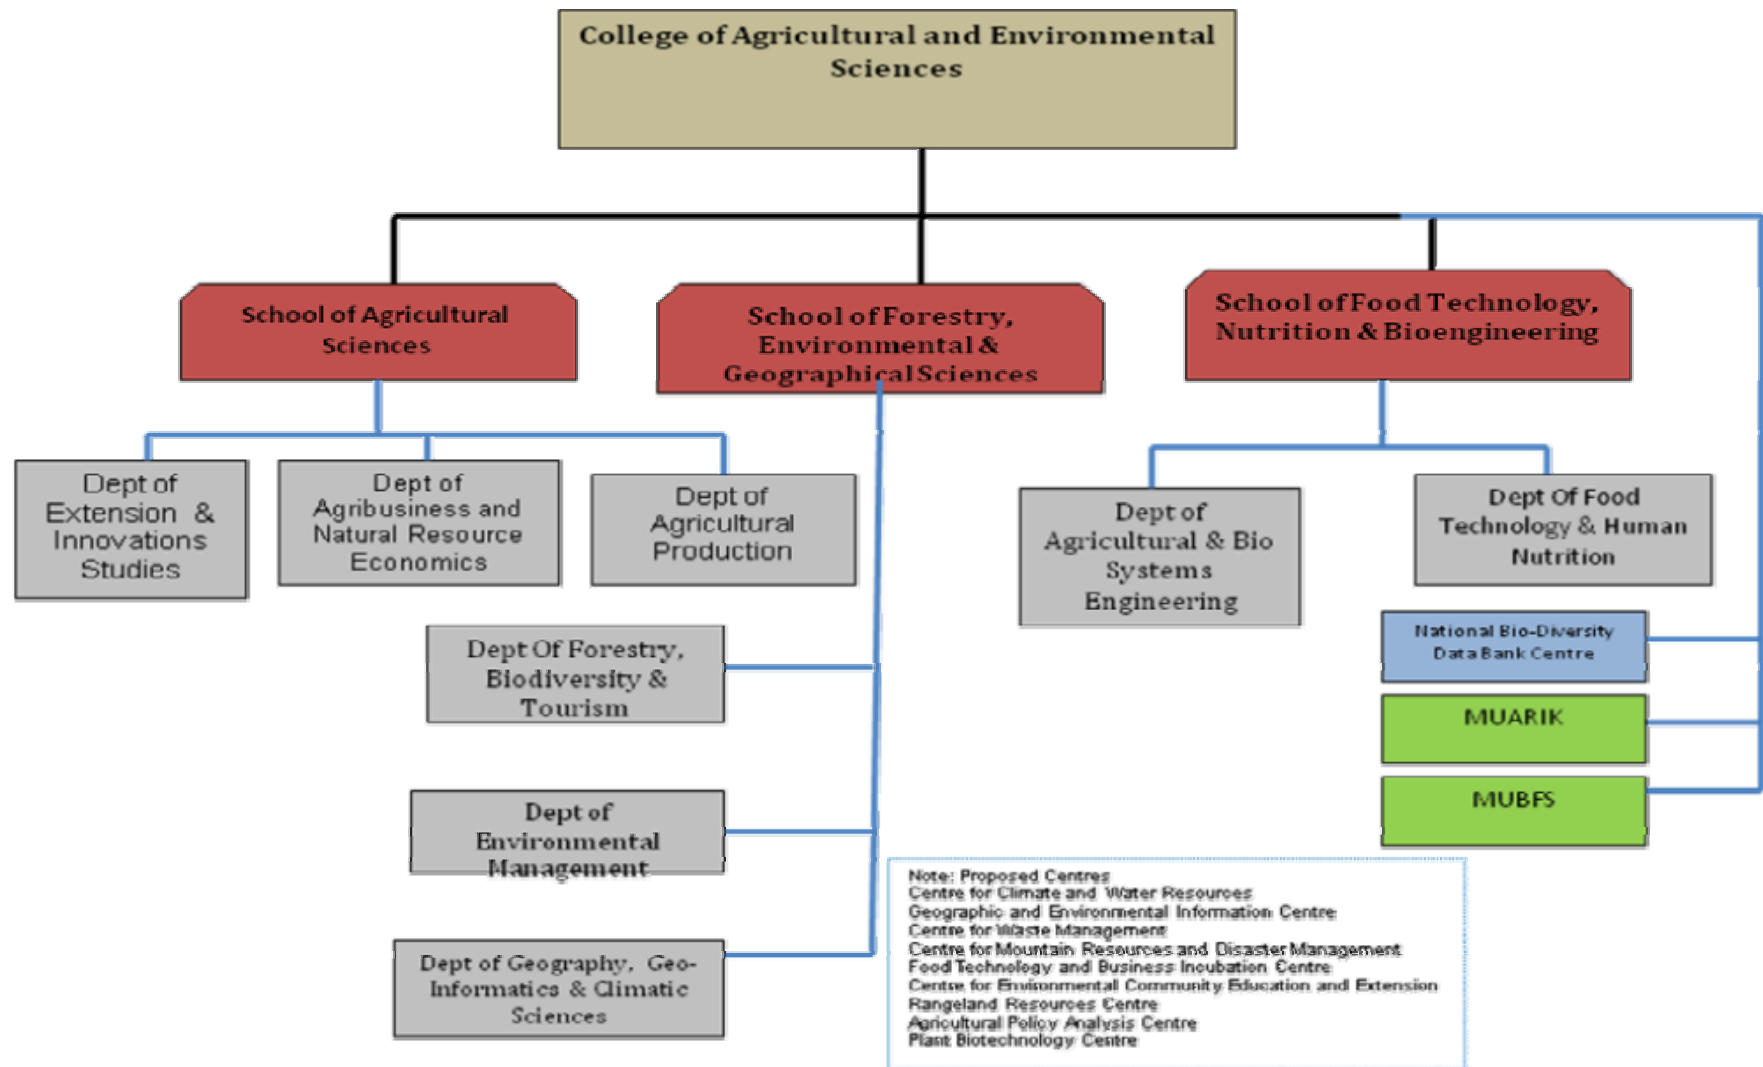 College of Agricultural and Environmental
Sciences
School of Agricultural
Sciences
School of Forestry,
Environmental &
Geographical Sciences
School of Food Technology,
Nutrition & Bioengineering
Dept of
Extension &
Innovations
Studies
Dept of
Agribusiness and
Natural Resource
Economics
Dept of
Agricultural
Production
Dept of
Agricultural & Bio
Systems
Engineering
Dept Of Food
Technology & Human
Nutrition
Dept Of Forestry,
Biodiversity &
Tourism
National Bio-Diversity
Data Bank Centre
MUARIK
MUBFS
Dept of
Environmental
Management
Dept of Geography, Geo-
Informatics & Climatic
Sciences
Note: Proposed Centres
Centre for Climate and Water Resources
Geographic and Environmental Information Centre
Centre for Waste Management
Centre for Mountain Resources and Disaster Management
Food Technology and Business Incubation Centre
Centre for Environmental Community Education and Extension
Rangeland Resources Centre
Agricultural Policy Analysis Centre
Plant Biotechnology Centre